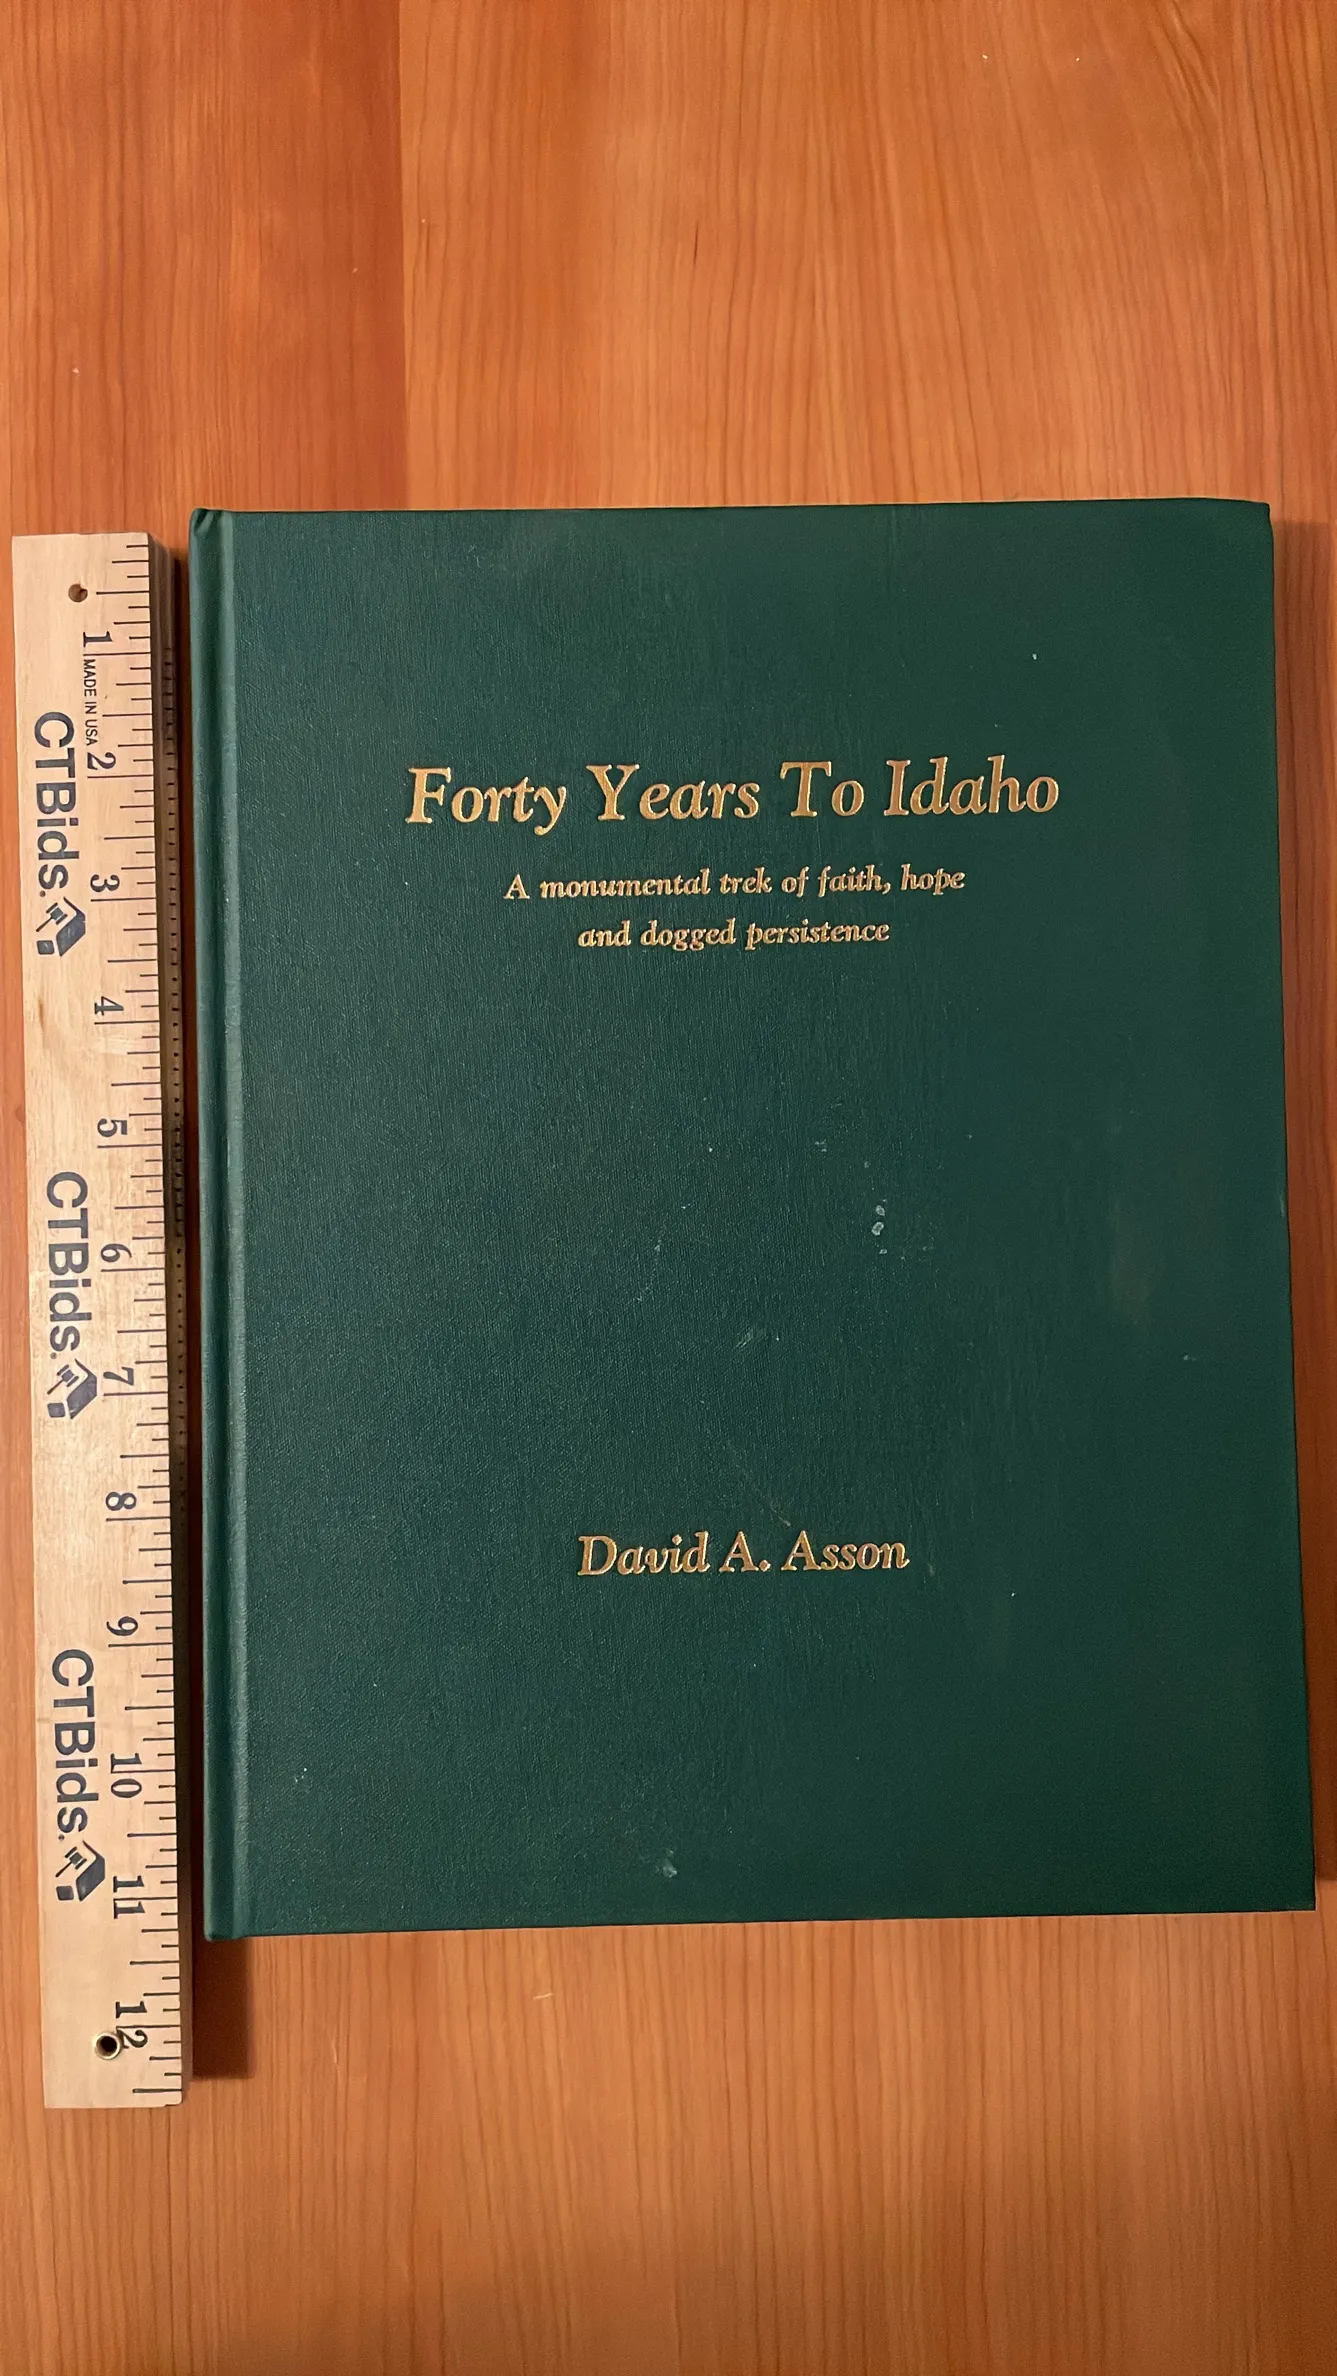 Forty Years To Idaho
A monumental trek of faith, hope
and dogged persistence
David A. Asson
1 2 3 4 5 6 7 8 9 10 11 12
MADE IN USA
CTBids.
CTBids.
CTBids.